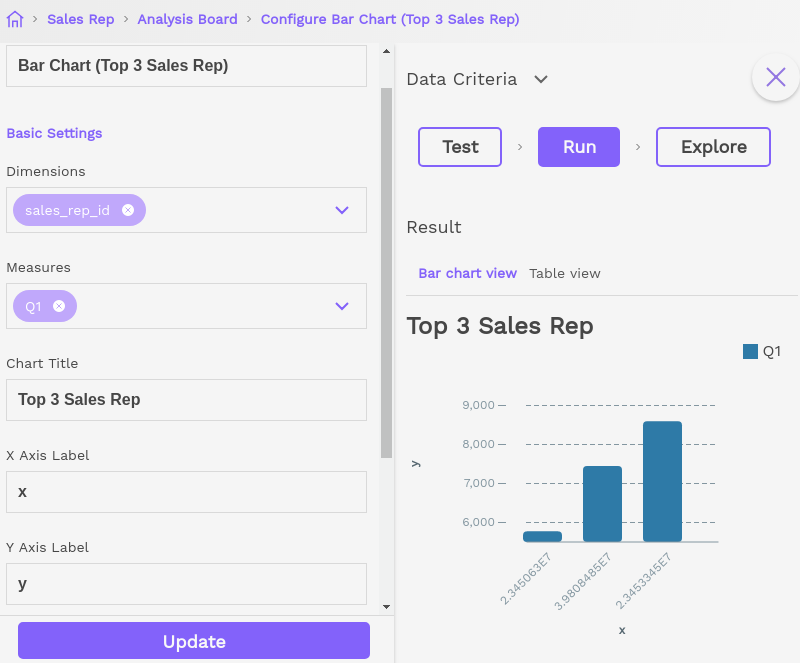 Sales Rep > Analysis Board > Configure Bar Chart (Top 3 Sales Rep)
Bar Chart (Top 3 Sales Rep)
Basic Settings
Dimensions
sales_rep_id
Measures
Q1
Chart Title
Top 3 Sales Rep
X Axis Label
x
Y Axis Label
y
Update
Data Criteria
Test > Run > Explore
Result
Bar chart view Table view
Top 3 Sales Rep
Q1
9,000
8,000
7,000
6,000
y
2.345063E7
3.9808485E7
2.3453345E7
x